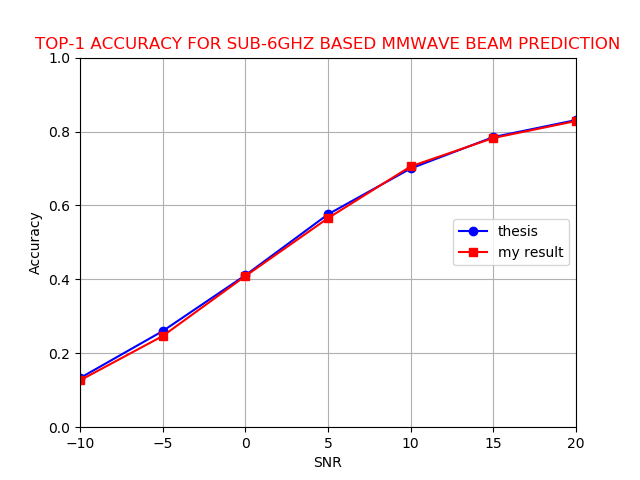 TOP-1 ACCURACY FOR SUB-6GHZ BASED MMWAVE BEAM PREDICTION
1.0
0.8
0.6
0.4
0.2
0.0
Accuracy
thesis
my result
−10 −5 0 5 10 15 20
SNR